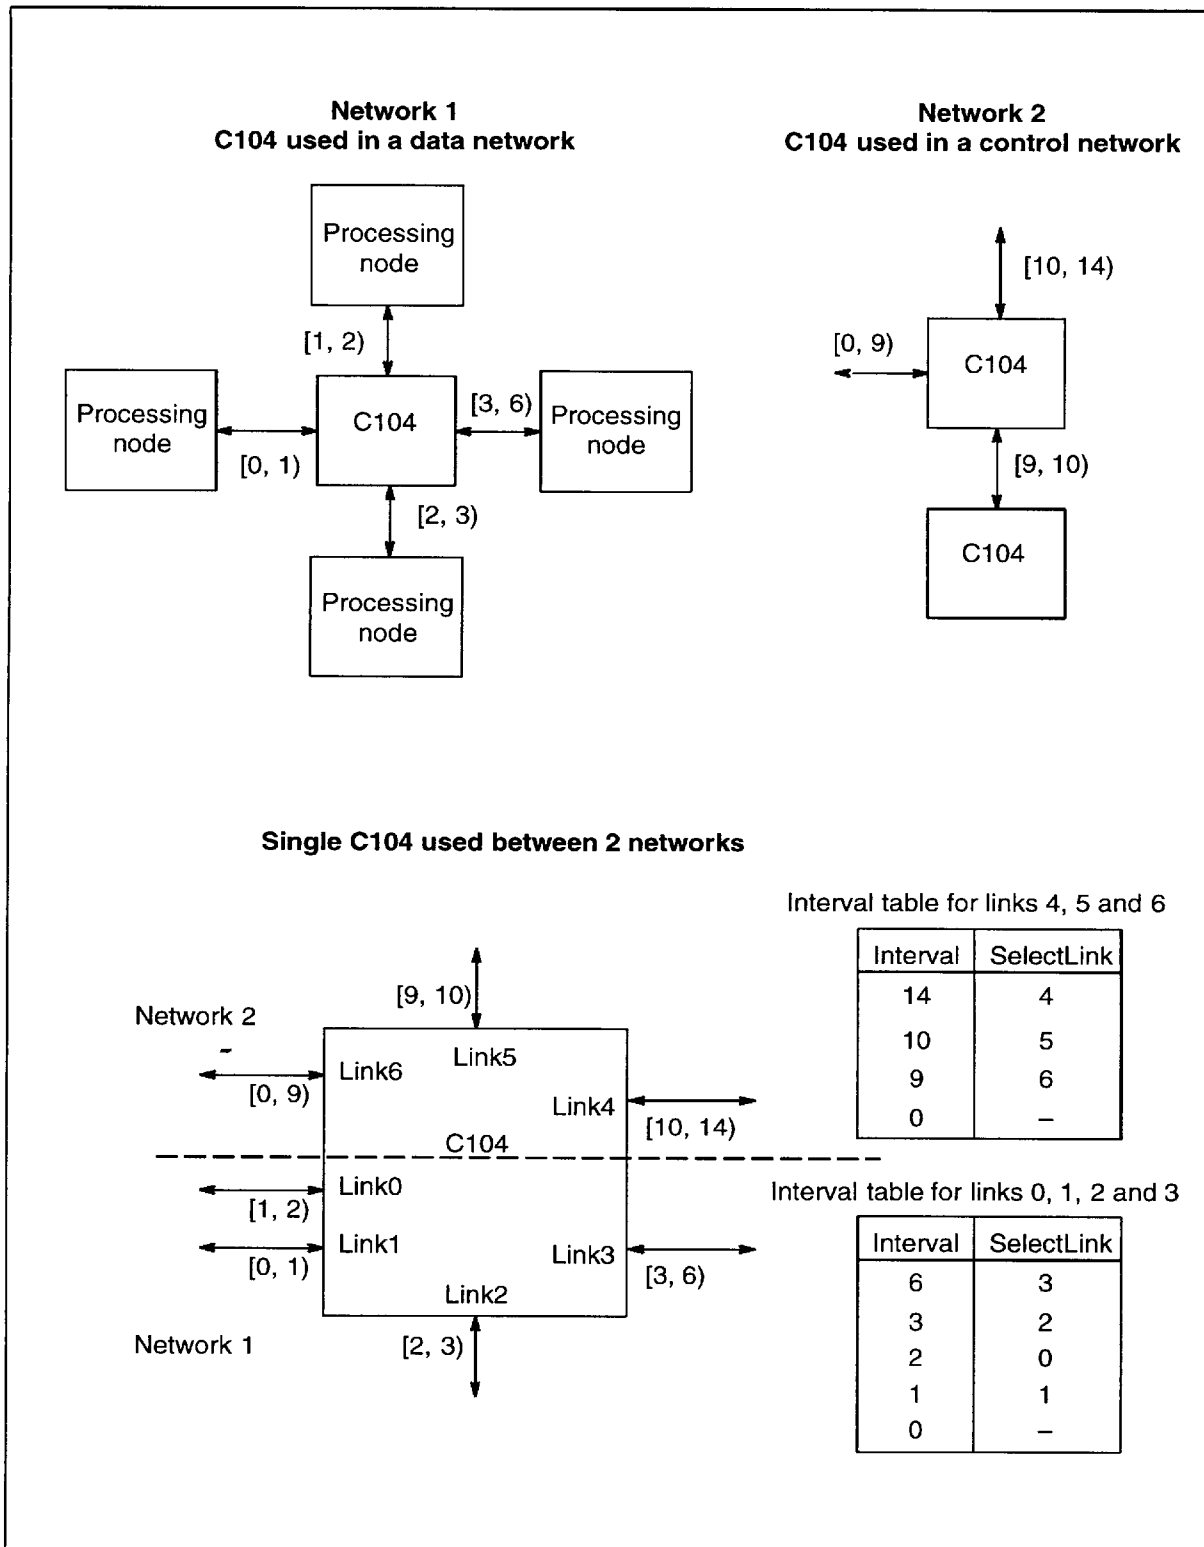 Network 1
C104 used in a data network
Processing
node
[1, 2)
Processing
node
C104
[3, 6)
Processing
node
[0, 1)
[2, 3)
Processing
node
Network 2
C104 used in a control network
[10, 14)
[0, 9)
C104
[9, 10)
C104
Single C104 used between 2 networks
Network 2
[9, 10)
Link5
Link6
[0, 9)
Link4
[10, 14)
C104
Link0
[1, 2)
Link1
[0, 1)
Link3
[3, 6)
Link2
Network 1
[2, 3)
Interval table for links 4, 5 and 6
Interval SelectLink
14 4
10 5
9 6
0 –
Interval table for links 0, 1, 2 and 3
Interval SelectLink
6 3
3 2
2 0
1 1
0 –